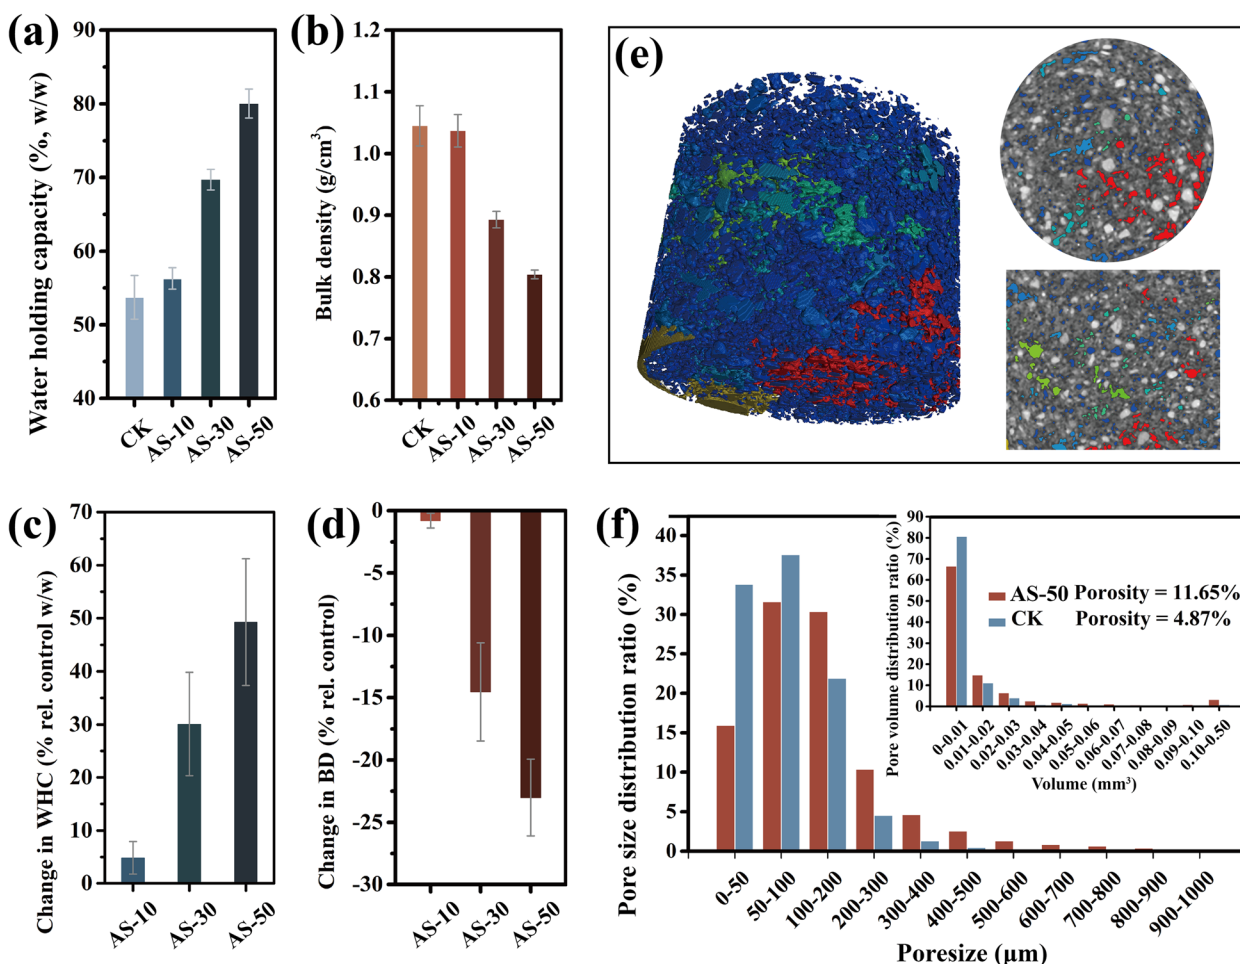 (a)
Water holding capacity (%, w/w)
90
80
70
60
50
40
CK
AS-10
AS-30
AS-50
(b)
Bulk density (g/cm³)
1.2
1.1
1.0
0.9
0.8
0.7
0.6
CK
AS-10
AS-30
AS-50
(e)
(c)
Change in WHC (% rel. control w/w)
70
60
50
40
30
20
10
0
AS-10
AS-30
AS-50
(d)
Change in BD (% rel. control)
0
-5
-10
-15
-20
-25
-30
AS-10
AS-30
AS-50
(f)
Pore size distribution ratio (%)
40
35
30
25
20
15
10
5
0
0-50
50-100
100-200
200-300
300-400
400-500
500-600
600-700
700-800
800-900
900-1000
Poresize (μm)
Pore volume distribution ratio (%)
90
80
70
60
50
40
30
20
10
0
AS-50 Porosity = 11.65%
CK Porosity = 4.87%
0-0.01
0.01-0.02
0.02-0.03
0.03-0.04
0.04-0.05
0.05-0.06
0.06-0.07
0.07-0.08
0.08-0.09
0.09-0.10
0.10-0.50
Volume (mm³)